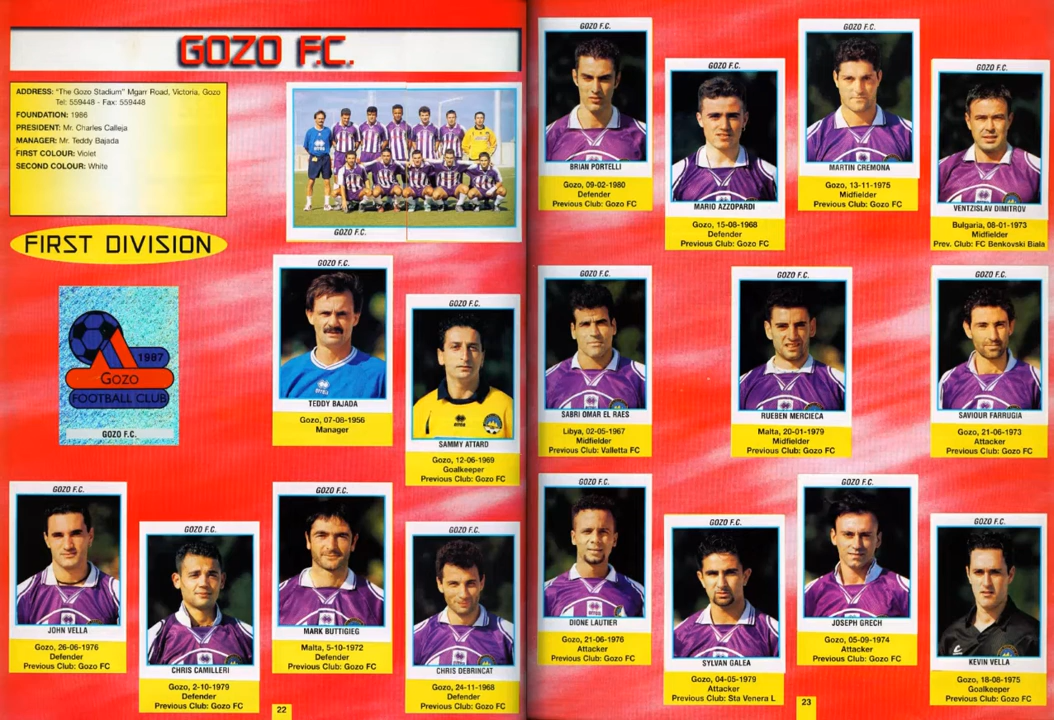 GOZO F.C.
ADDRESS: "The Gozo Stadium" Mgarr Road, Victoria, Gozo
Tel: 559448 - Fax: 559448
FOUNDATION: 1986
PRESIDENT: Mr. Charles Calleja
MANAGER: Mr. Teddy Bajada
FIRST COLOUR: Violet
SECOND COLOUR: White
GOZO F.C.
FIRST DIVISION
1987
Gozo
FOOTBALL CLUB
GOZO F.C.
GOZO F.C.
TEDDY BAJADA
Gozo, 07-08-1956
Manager
GOZO F.C.
SAMMY ATTARD
Gozo, 12-06-1969
Goalkeeper
Previous Club: Gozo FC
GOZO F.C.
JOHN VELLA
Gozo, 26-06-1976
Defender
Previous Club: Gozo FC
GOZO F.C.
CHRIS CAMILLERI
Gozo, 2-10-1979
Defender
Previous Club: Gozo FC
GOZO F.C.
MARK BUTTIGIEG
Malta, 5-10-1972
Defender
Previous Club: Gozo FC
GOZO F.C.
CHRIS DEBRINCAT
Gozo, 24-11-1968
Defender
Previous Club: Gozo FC
22
GOZO F.C.
BRIAN PORTELLI
Gozo, 09-02-1980
Defender
Previous Club: Gozo FC
GOZO F.C.
MARIO AZZOPARDI
Gozo, 15-08-1968
Defender
Previous Club: Gozo FC
GOZO F.C.
MARTIN CREMONA
Gozo, 13-11-1975
Midfielder
Previous Club: Gozo FC
GOZO F.C.
VENTZISLAV DIMITROV
Bulgaria, 08-01-1973
Midfielder
Prev. Club: FC Benkovski Biala
GOZO F.C.
SABRI OMAR EL RAES
Libya, 02-05-1967
Midfielder
Previous Club: Valletta FC
GOZO F.C.
RUEBEN MERCIECA
Malta, 20-01-1979
Midfielder
Previous Club: Gozo FC
GOZO F.C.
SAVIOUR FARRUGIA
Gozo, 21-06-1973
Attacker
Previous Club: Gozo FC
GOZO F.C.
DIONE LAUTIER
Gozo, 21-06-1976
Attacker
Previous Club: Gozo FC
GOZO F.C.
SYLVAN GALEA
Gozo, 04-05-1979
Attacker
Previous Club: Sta Venera L
GOZO F.C.
JOSEPH GRECH
Gozo, 05-09-1974
Attacker
Previous Club: Gozo FC
GOZO F.C.
KEVIN VELLA
Gozo, 18-08-1975
Goalkeeper
Previous Club: Gozo FC
23